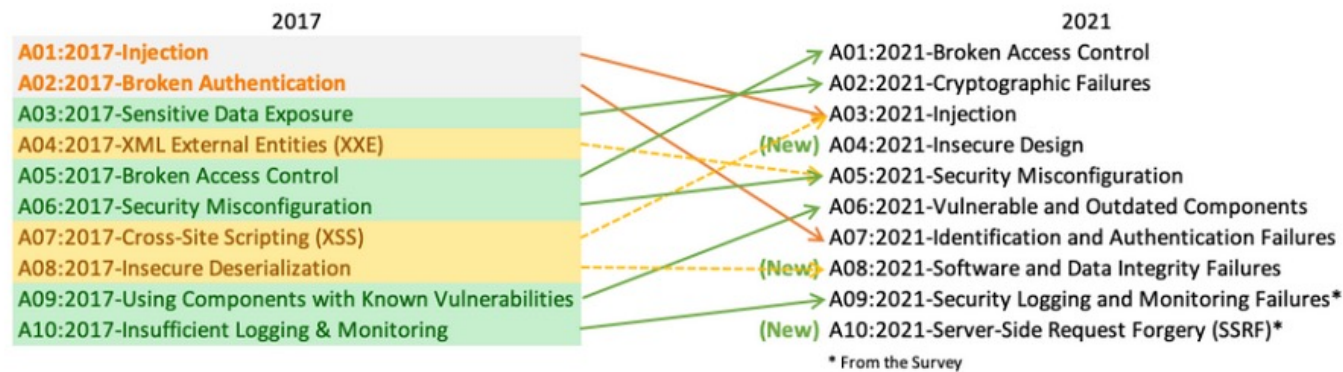 2017
A01:2017-Injection
A02:2017-Broken Authentication
A03:2017-Sensitive Data Exposure
A04:2017-XML External Entities (XXE)
A05:2017-Broken Access Control
A06:2017-Security Misconfiguration
A07:2017-Cross-Site Scripting (XSS)
A08:2017-Insecure Deserialization
A09:2017-Using Components with Known Vulnerabilities
A10:2017-Insufficient Logging & Monitoring
2021
A01:2021-Broken Access Control
A02:2021-Cryptographic Failures
A03:2021-Injection
(New) A04:2021-Insecure Design
A05:2021-Security Misconfiguration
A06:2021-Vulnerable and Outdated Components
A07:2021-Identification and Authentication Failures
(New) A08:2021-Software and Data Integrity Failures
A09:2021-Security Logging and Monitoring Failures*
(New) A10:2021-Server-Side Request Forgery (SSRF)*
* From the Survey